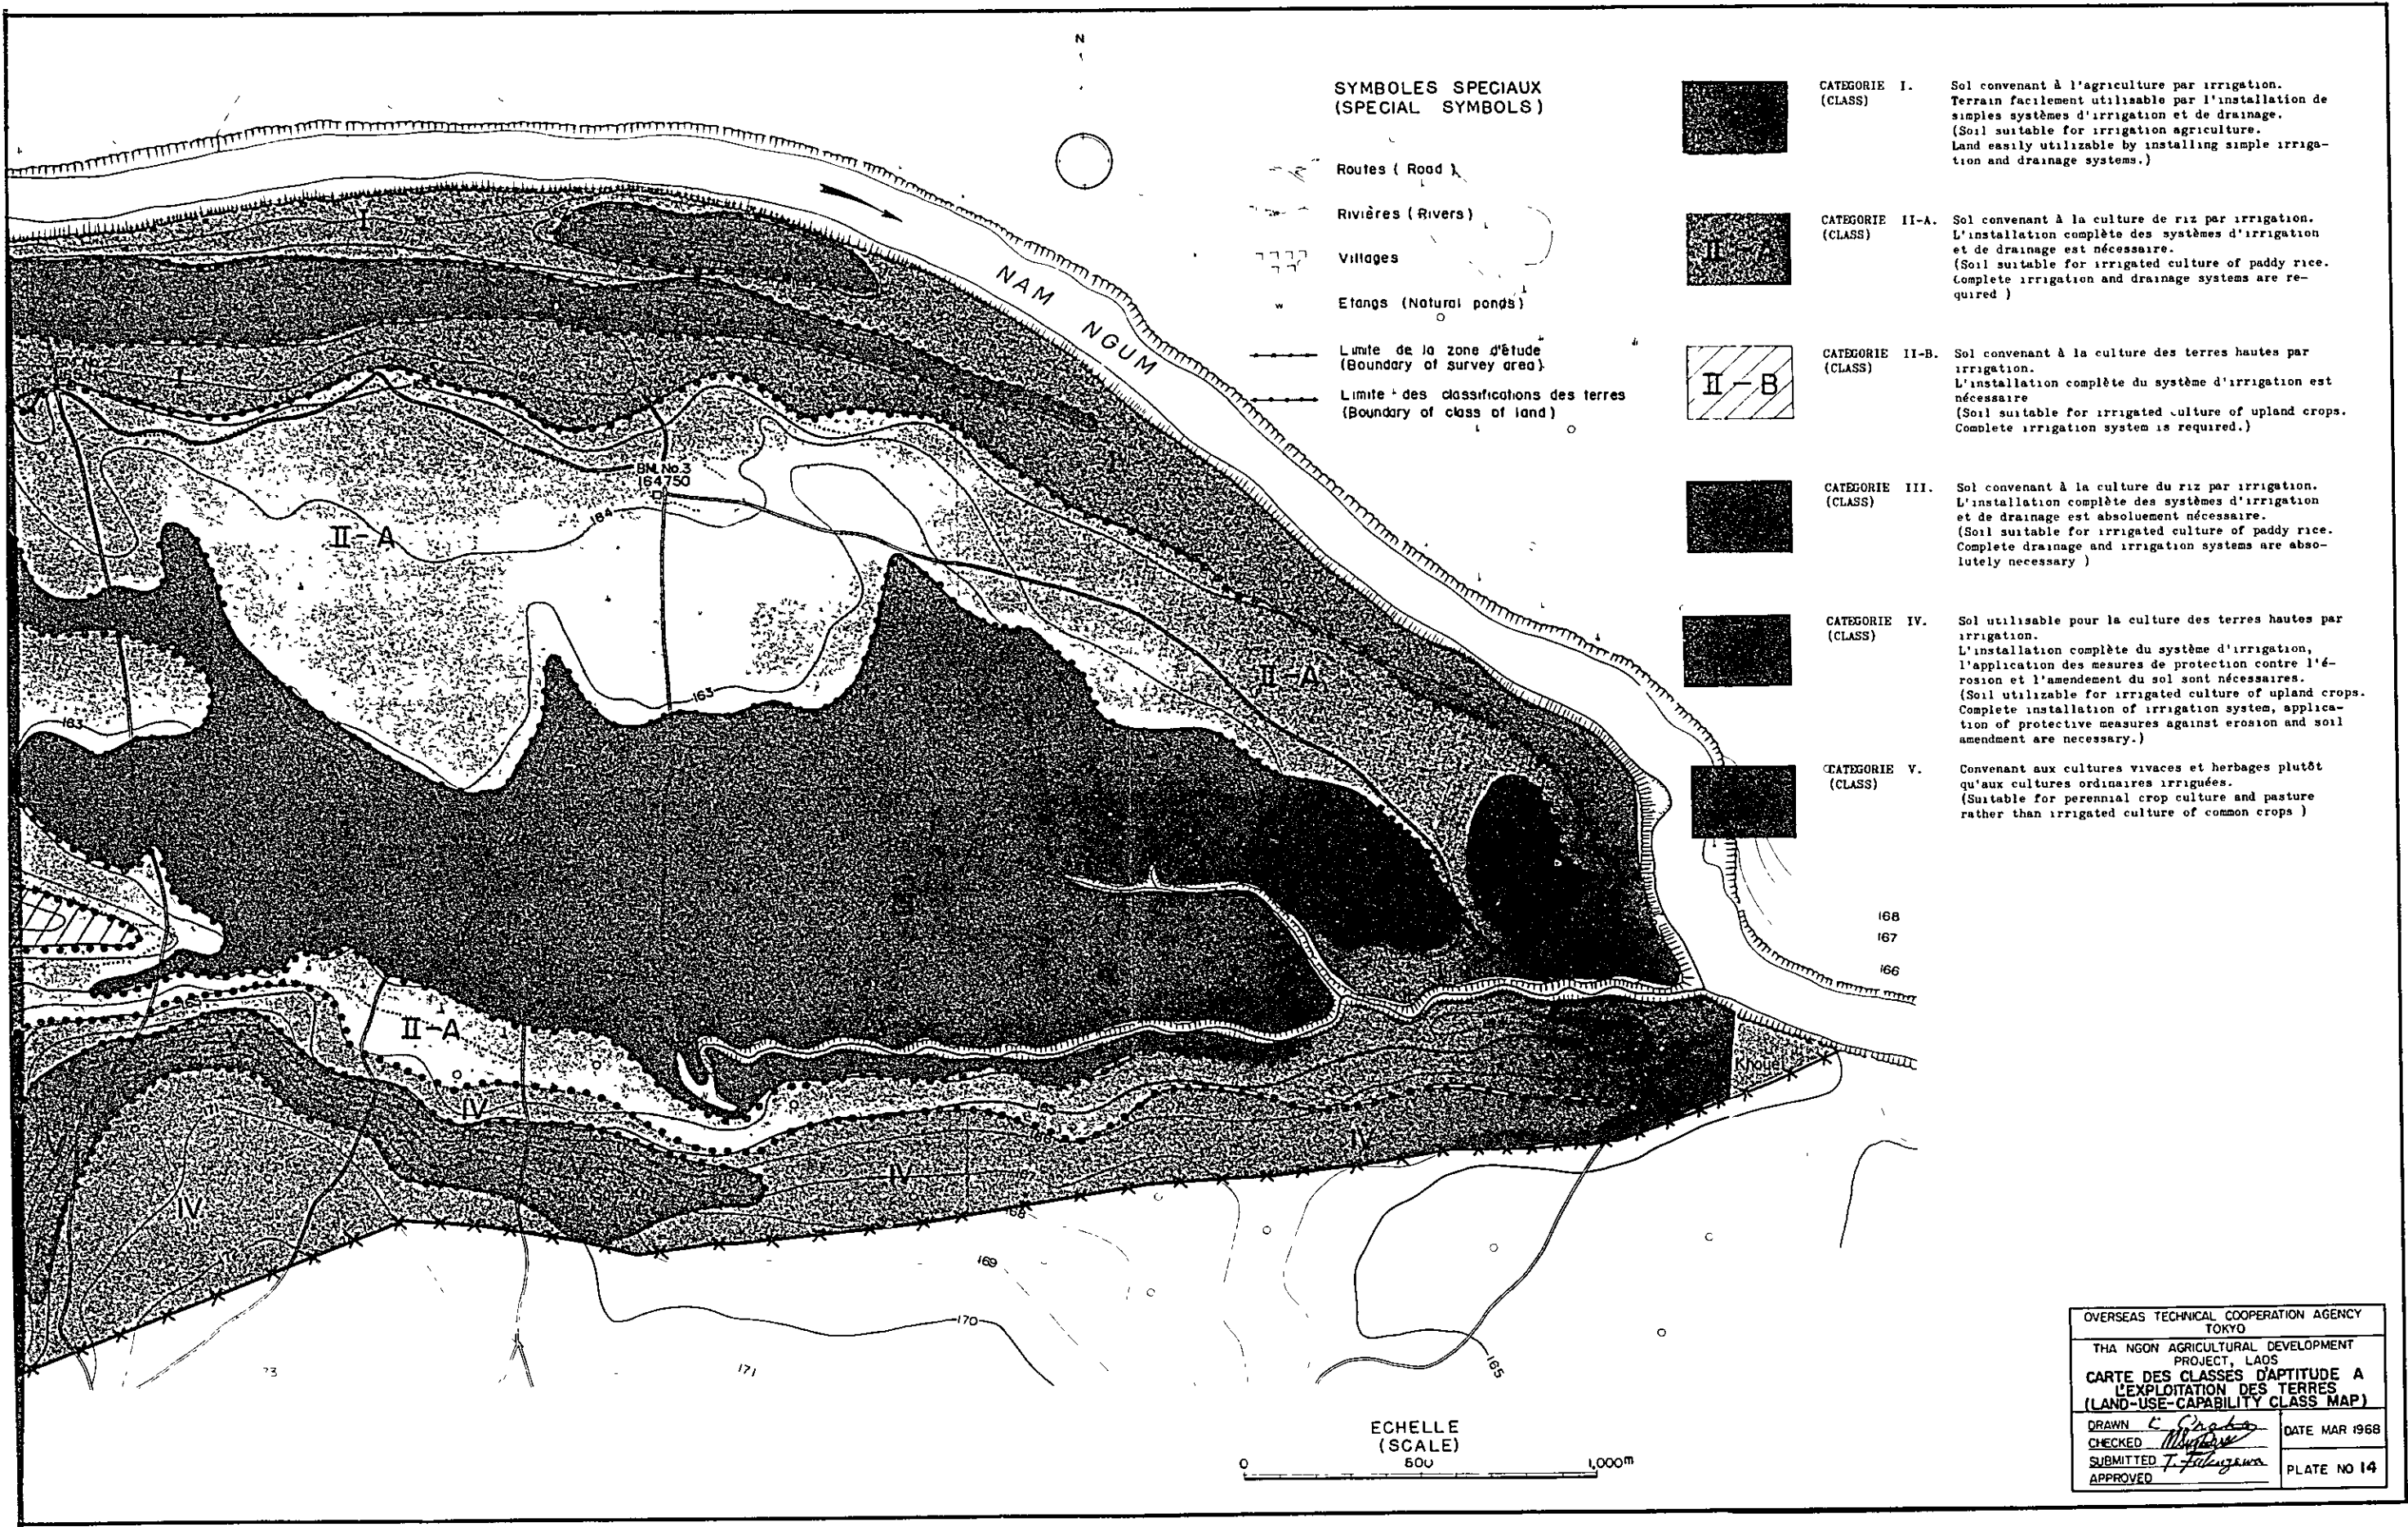 N
SYMBOLES SPECIAUX
(SPECIAL SYMBOLS)
Routes (Road)
Rivières (Rivers)
Villages
Etangs (Natural ponds)
Limite de la zone d'étude
(Boundary of survey area)
Limite des classifications des terres
(Boundary of class of land)
CATEGORIE I.
(CLASS)
Sol convenant à l'agriculture par irrigation.
Terrain facilement utilisable par l'installation de
simples systèmes d'irrigation et de drainage.
(Soil suitable for irrigation agriculture.
Land easily utilizable by installing simple irriga-
tion and drainage systems.)
II-A
CATEGORIE II-A.
(CLASS)
Sol convenant à la culture de riz par irrigation.
L'installation complète des systèmes d'irrigation
et de drainage est nécessaire.
(Soil suitable for irrigated culture of paddy rice.
Complete irrigation and drainage systems are re-
quired )
II-B
CATEGORIE II-B.
(CLASS)
Sol convenant à la culture des terres hautes par
irrigation.
L'installation complète du système d'irrigation est
nécessaire
(Soil suitable for irrigated culture of upland crops.
Complete irrigation system is required.)
CATEGORIE III.
(CLASS)
Sol convenant à la culture du riz par irrigation.
L'installation complète des systèmes d'irrigation
et de drainage est absoluement nécessaire.
(Soil suitable for irrigated culture of paddy rice.
Complete drainage and irrigation systems are abso-
lutely necessary )
CATEGORIE IV.
(CLASS)
Sol utilisable pour la culture des terres hautes par
irrigation.
L'installation complète du système d'irrigation,
l'application des mesures de protection contre l'é-
rosion et l'amendement du sol sont nécessaires.
(Soil utilizable for irrigated culture of upland crops.
Complete installation of irrigation system, applica-
tion of protective measures against erosion and soil
amendment are necessary.)
CATEGORIE V.
(CLASS)
Convenant aux cultures vivaces et herbages plutôt
qu'aux cultures ordinaires irriguées.
(Suitable for perennial crop culture and pasture
rather than irrigated culture of common crops )
NAM NGUM
I
I
I
BM.No.3
164.750
164
II-A
II-A
163
163
168
167
166
II-A
IV
Khouei
V
IV
IV
IV
168
169
170
171
165
ECHELLE
(SCALE)
0 500 1,000m
OVERSEAS TECHNICAL COOPERATION AGENCY
TOKYO
THA NGON AGRICULTURAL DEVELOPMENT
PROJECT, LAOS
CARTE DES CLASSES D'APTITUDE A
L'EXPLOITATION DES TERRES
(LAND-USE-CAPABILITY CLASS MAP)
DRAWN
CHECKED
SUBMITTED
APPROVED
DATE MAR 1968
PLATE NO 14